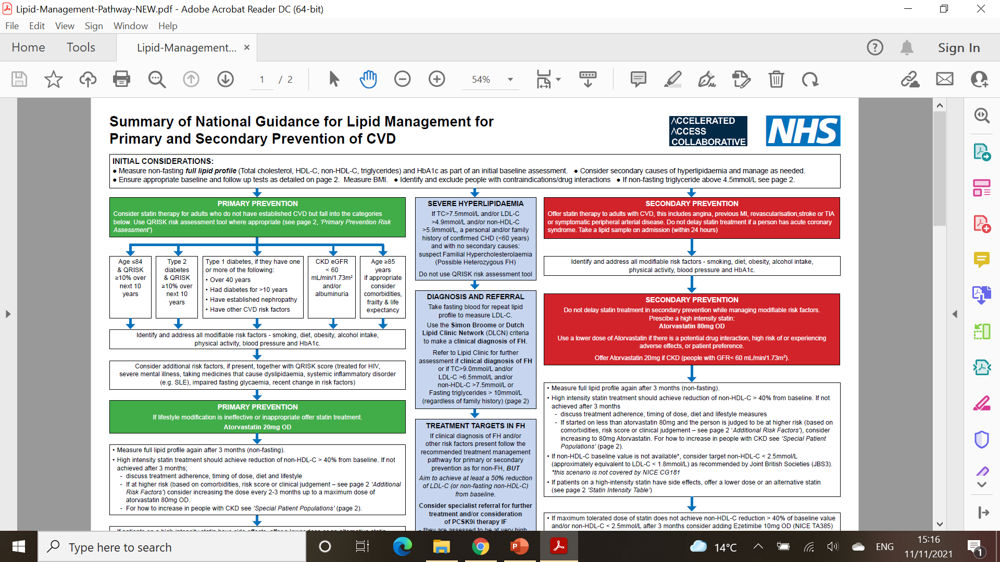 Lipid-Management-Pathway-NEW.pdf - Adobe Acrobat Reader DC (64-bit)
File Edit View Sign Window Help
Home Tools Lipid-Management... × Sign In
1 / 2 54%
Summary of National Guidance for Lipid Management for
Primary and Secondary Prevention of CVD
ACCELERATED
ACCESS
COLLABORATIVE
NHS
INITIAL CONSIDERATIONS:
● Measure non-fasting full lipid profile (Total cholesterol, HDL-C, non-HDL-C, triglycerides) and HbA1c as part of an initial baseline assessment. ● Consider secondary causes of hyperlipidaemia and manage as needed.
● Ensure appropriate baseline and follow up tests as detailed on page 2. Measure BMI. ● Identify and exclude people with contraindications/drug interactions ● If non-fasting triglyceride above 4.5mmol/L see page 2.
PRIMARY PREVENTION
Consider statin therapy for adults who do not have established CVD but fall into the categories
below. Use QRISK risk assessment tool where appropriate (see page 2, ‘Primary Prevention Risk
Assessment’)
Age ≤84
& QRISK
≥10% over
next 10
years
Type 2
diabetes
& QRISK
≥10% over
next 10
years
Type 1 diabetes, if they have one
or more of the following:
• Over 40 years
• Had diabetes for >10 years
• Have established nephropathy
• Have other CVD risk factors
CKD eGFR
< 60
mL/min/1.73m²
and/or
albuminuria
Age ≥85
years
if appropriate
consider
comorbidities,
frailty & life
expectancy
Identify and address all modifiable risk factors - smoking, diet, obesity, alcohol intake,
physical activity, blood pressure and HbA1c.
Consider additional risk factors, if present, together with QRISK score (treated for HIV,
severe mental illness, taking medicines that cause dyslipidaemia, systemic inflammatory disorder
(e.g. SLE), impaired fasting glycaemia, recent change in risk factors)
PRIMARY PREVENTION
If lifestyle modification is ineffective or inappropriate offer statin treatment.
Atorvastatin 20mg OD
• Measure full lipid profile again after 3 months (non-fasting).
• High intensity statin treatment should achieve reduction of non-HDL-C > 40% from baseline. If not
achieved after 3 months;
- discuss treatment adherence, timing of dose, diet and lifestyle
- If at higher risk (based on comorbidities, risk score or clinical judgement – see page 2 ‘Additional
Risk Factors’) consider increasing the dose every 2-3 months up to a maximum dose of
atorvastatin 80mg OD.
- For how to increase in people with CKD see ‘Special Patient Populations’ (page 2).
SEVERE HYPERLIPIDAEMIA
If TC>7.5mmol/L and/or LDL-C
>4.9mmol/L and/or non-HDL-C
>5.9mmol/L, a personal and/or family
history of confirmed CHD (<60 years)
and with no secondary causes:
suspect Familial Hypercholesterolaemia
(Possible Heterozygous FH)
Do not use QRISK risk assessment tool
DIAGNOSIS AND REFERRAL
Take fasting blood for repeat lipid
profile to measure LDL-C.
Use the Simon Broome or Dutch
Lipid Clinic Network (DLCN) criteria
to make a clinical diagnosis of FH.
Refer to Lipid Clinic for further
assessment if clinical diagnosis of FH
or if TC>9.0mmol/L and/or
LDL-C >6.5mmol/L and/or
non-HDL-C >7.5mmol/L or
Fasting triglycerides > 10mmol/L
(regardless of family history) (page 2)
TREATMENT TARGETS IN FH
If clinical diagnosis of FH and/or
other risk factors present follow the
recommended treatment management
pathway for primary or secondary
prevention as for non-FH, BUT
Aim to achieve at least a 50% reduction
of LDL-C (or non-fasting non-HDL-C)
from baseline.
Consider specialist referral for further
treatment and/or consideration
of PCSK9i therapy IF
- they are assessed to be at very high
SECONDARY PREVENTION
Offer statin therapy to adults with CVD, this includes angina, previous MI, revascularisation,stroke or TIA
or symptomatic peripheral arterial disease. Do not delay statin treatment if a person has acute coronary
syndrome. Take a lipid sample on admission (within 24 hours)
Identify and address all modifiable risk factors - smoking, diet, obesity, alcohol intake,
physical activity, blood pressure and HbA1c.
SECONDARY PREVENTION
Do not delay statin treatment in secondary prevention while managing modifiable risk factors.
Prescibe a high intensity statin:
Atorvastatin 80mg OD
Use a lower dose of Atorvastatin if there is a potential drug interaction, high risk of or experiencing
adverse effects, or patient preference.
Offer Atorvastatin 20mg if CKD (people with GFR< 60 mL/min/1.73m²).
• Measure full lipid profile again after 3 months (non-fasting).
• High intensity statin treatment should achieve reduction of non-HDL-C > 40% from baseline. If not
achieved after 3 months
- discuss treatment adherence, timing of dose, diet and lifestyle measures
- If started on less than atorvastatin 80mg and the person is judged to be at higher risk (based on
comorbidities, risk score or clinical judgement – see page 2 ‘Additional Risk Factors’), consider
increasing to 80mg Atorvastatin. For how to increase in people with CKD see ‘Special Patient
Populations’ (page 2).
• If non-HDL-C baseline value is not available*, consider target non-HDL-C < 2.5mmol/L
(approximately equivalent to LDL-C < 1.8mmol/L) as recommended by Joint British Societies (JBS3).
*this scenario is not covered by NICE CG181
• If patients on a high-intensity statin have side effects, offer a lower dose or an alternative statin
(see page 2 ‘Statin Intensity Table’)
• If maximum tolerated dose of statin does not achieve non-HDL-C reduction > 40% of baseline value
and/or non-HDL-C < 2.5mmol/L after 3 months consider adding Ezetimibe 10mg OD (NICE TA385)
Type here to search
14°C
ENG
15:16
11/11/2021
1